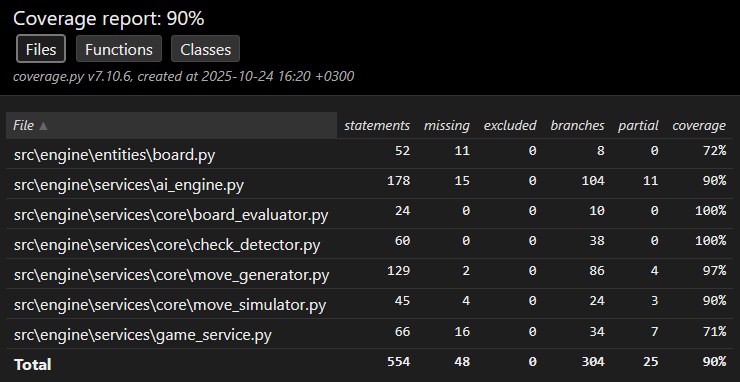 Coverage report: 90%
Files Functions Classes
coverage.py v7.10.6, created at 2025-10-24 16:20 +0300
File ▲ statements missing excluded branches partial coverage
src\engine\entities\board.py 52 11 0 8 0 72%
src\engine\services\ai_engine.py 178 15 0 104 11 90%
src\engine\services\core\board_evaluator.py 24 0 0 10 0 100%
src\engine\services\core\check_detector.py 60 0 0 38 0 100%
src\engine\services\core\move_generator.py 129 2 0 86 4 97%
src\engine\services\core\move_simulator.py 45 4 0 24 3 90%
src\engine\services\game_service.py 66 16 0 34 7 71%
Total 554 48 0 304 25 90%